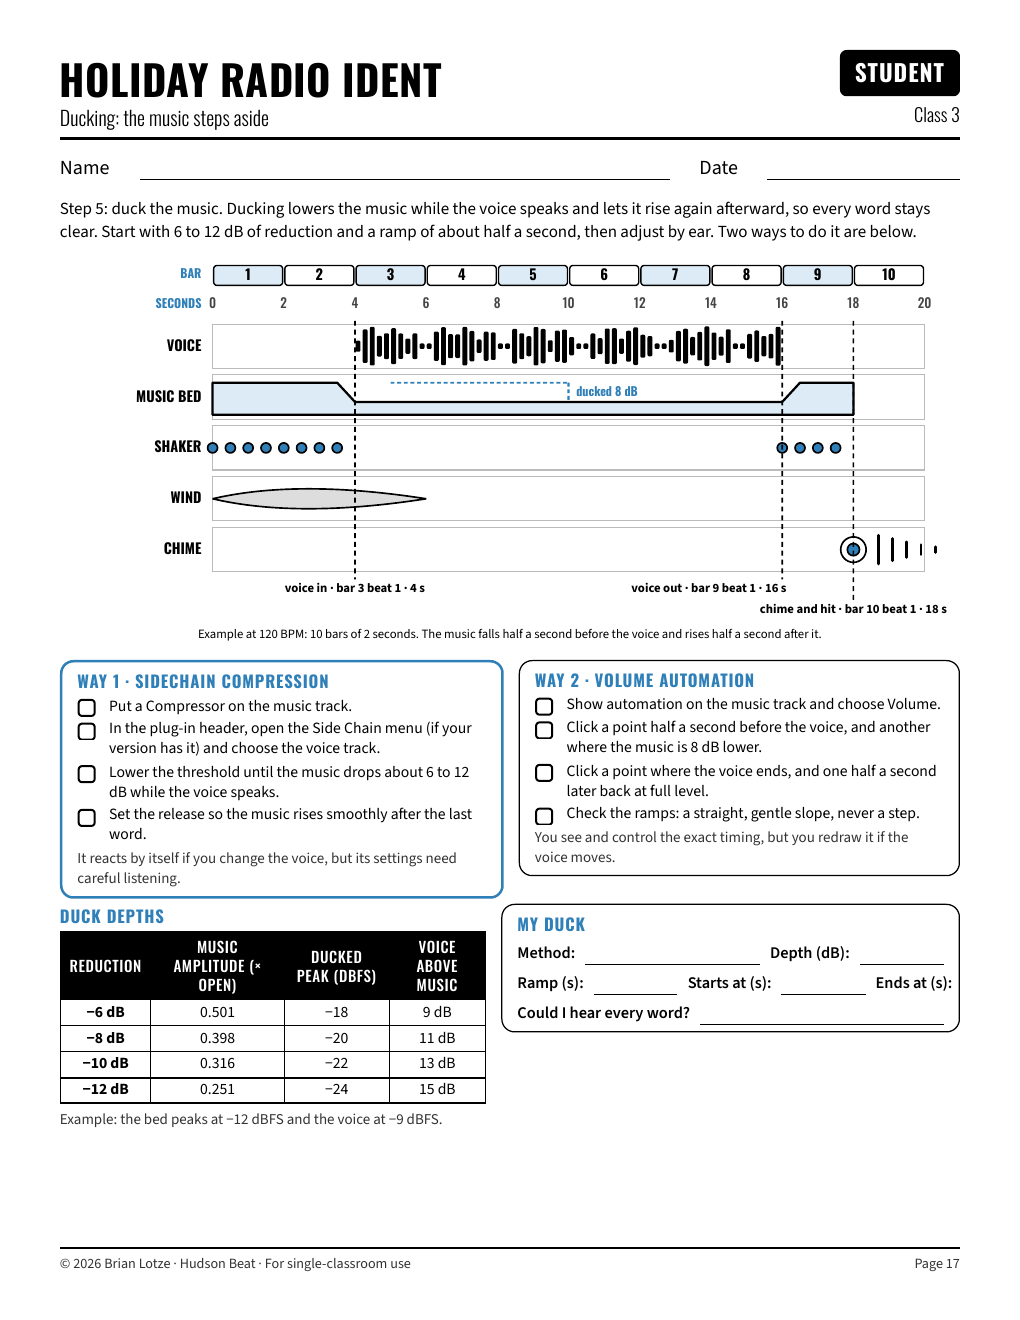 HOLIDAY RADIO IDENT
STUDENT
Ducking: the music steps aside
Class 3
Name
Date
Step 5: duck the music. Ducking lowers the music while the voice speaks and lets it rise again afterward, so every word stays
clear. Start with 6 to 12 dB of reduction and a ramp of about half a second, then adjust by ear. Two ways to do it are below.
BAR 1 2 3 4 5 6 7 8 9 10
SECONDS 0 2 4 6 8 10 12 14 16 18 20
VOICE
MUSIC BED
ducked 8 dB
SHAKER
WIND
CHIME
voice in · bar 3 beat 1 · 4 s
voice out · bar 9 beat 1 · 16 s
chime and hit · bar 10 beat 1 · 18 s
Example at 120 BPM: 10 bars of 2 seconds. The music falls half a second before the voice and rises half a second after it.
WAY 1 · SIDECHAIN COMPRESSION
Put a Compressor on the music track.
In the plug-in header, open the Side Chain menu (if your
version has it) and choose the voice track.
Lower the threshold until the music drops about 6 to 12
dB while the voice speaks.
Set the release so the music rises smoothly after the last
word.
It reacts by itself if you change the voice, but its settings need
careful listening.
WAY 2 · VOLUME AUTOMATION
Show automation on the music track and choose Volume.
Click a point half a second before the voice, and another
where the music is 8 dB lower.
Click a point where the voice ends, and one half a second
later back at full level.
Check the ramps: a straight, gentle slope, never a step.
You see and control the exact timing, but you redraw it if the
voice moves.
DUCK DEPTHS
REDUCTION
MUSIC
AMPLITUDE (×
OPEN)
DUCKED
PEAK (DBFS)
VOICE
ABOVE
MUSIC
−6 dB 0.501 −18 9 dB
−8 dB 0.398 −20 11 dB
−10 dB 0.316 −22 13 dB
−12 dB 0.251 −24 15 dB
Example: the bed peaks at −12 dBFS and the voice at −9 dBFS.
MY DUCK
Method:
Depth (dB):
Ramp (s):
Starts at (s):
Ends at (s):
Could I hear every word?
© 2026 Brian Lotze · Hudson Beat · For single-classroom use
Page 17